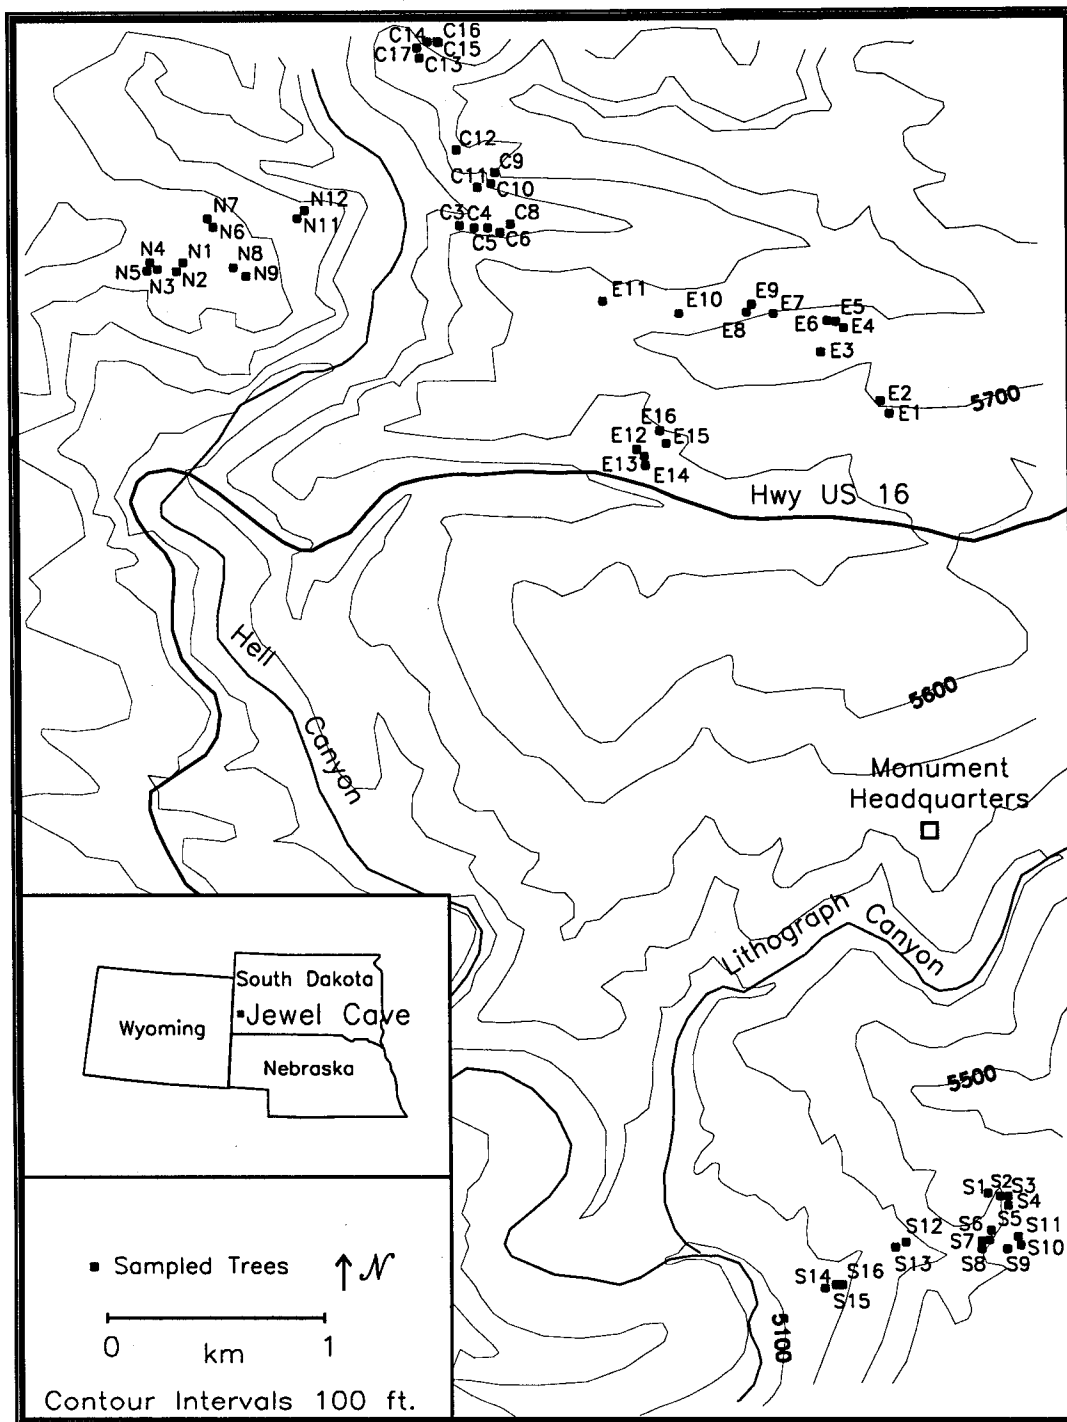 C14 C16
C17 C15
C13
C12
C9
C11 C10
C3 C4 C8
C5 C6
N7 N12
N6 N11
N4 N1 N8
N5 N3 N2 N9
E11 E10 E9 E7
E8 E6 E5
E4
E3
E2
E1
5700
E16
E12 E15
E13 E14
Hwy US 16
Hell
Canyon
5600
Monument
Headquarters
Lithograph Canyon
South Dakota
Jewel Cave
Wyoming
Nebraska
5500
S1 S2 S3
S4
S6 S5 S11
S7 S10
S8 S9
S12
S13
S14 S16
S15
5100
Sampled Trees N
0 1
km
Contour Intervals 100 ft.